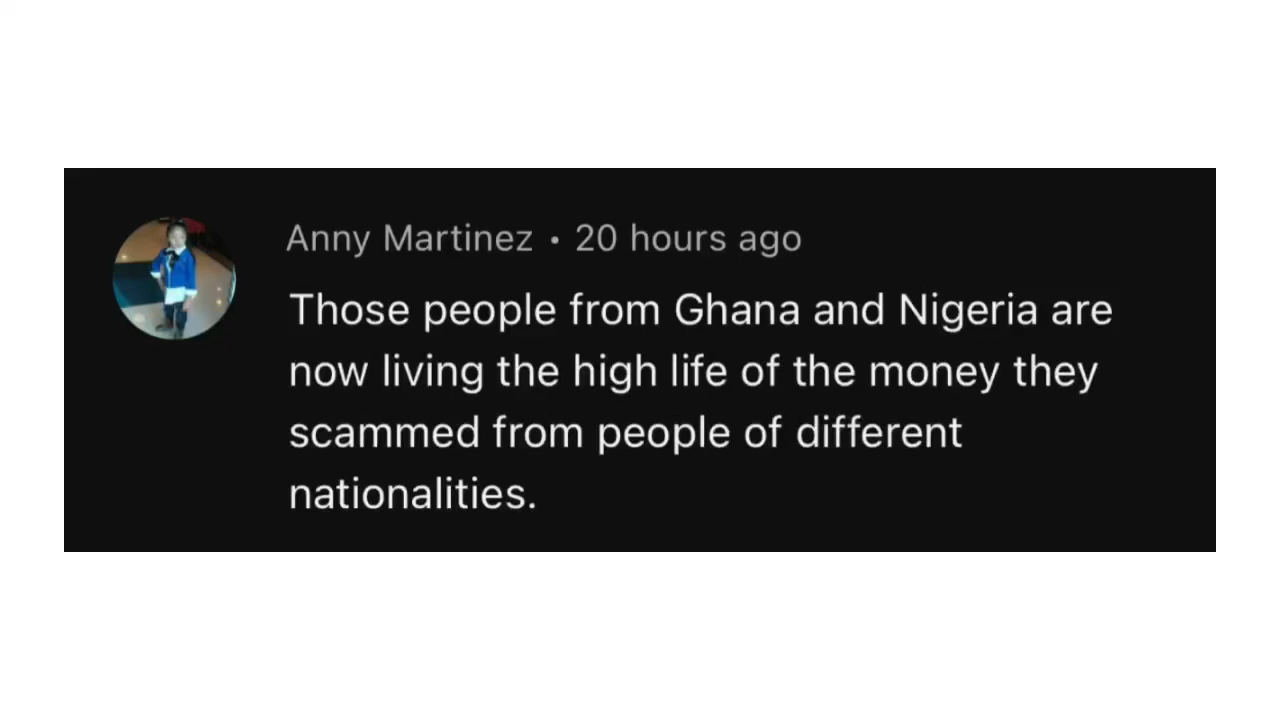 Anny Martinez • 20 hours ago
Those people from Ghana and Nigeria are
now living the high life of the money they
scammed from people of different
nationalities.